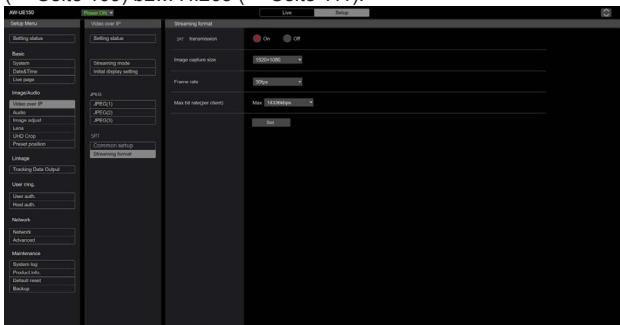 AW-UE150
Power ON
Live
Setup
Setup Menu
Video over IP
Streaming format
Setting status
Setting status
SRT transmission
On
Off
Basic
System
Date&Time
Live page
Streaming mode
Initial display setting
Image capture size
1920×1080
Frame rate
30fps
Image/Audio
Video over IP
Audio
Image adjust
Lens
UHD Crop
Preset position
JPEG
JPEG(1)
JPEG(2)
JPEG(3)
Max bit rate(per client)
Max 14336kbps
Set
SRT
Common setup
Streaming format
Linkage
Tracking Data Output
User mng.
User auth.
Host auth.
Network
Network
Advanced
Maintenance
System log
Product info.
Default reset
Backup